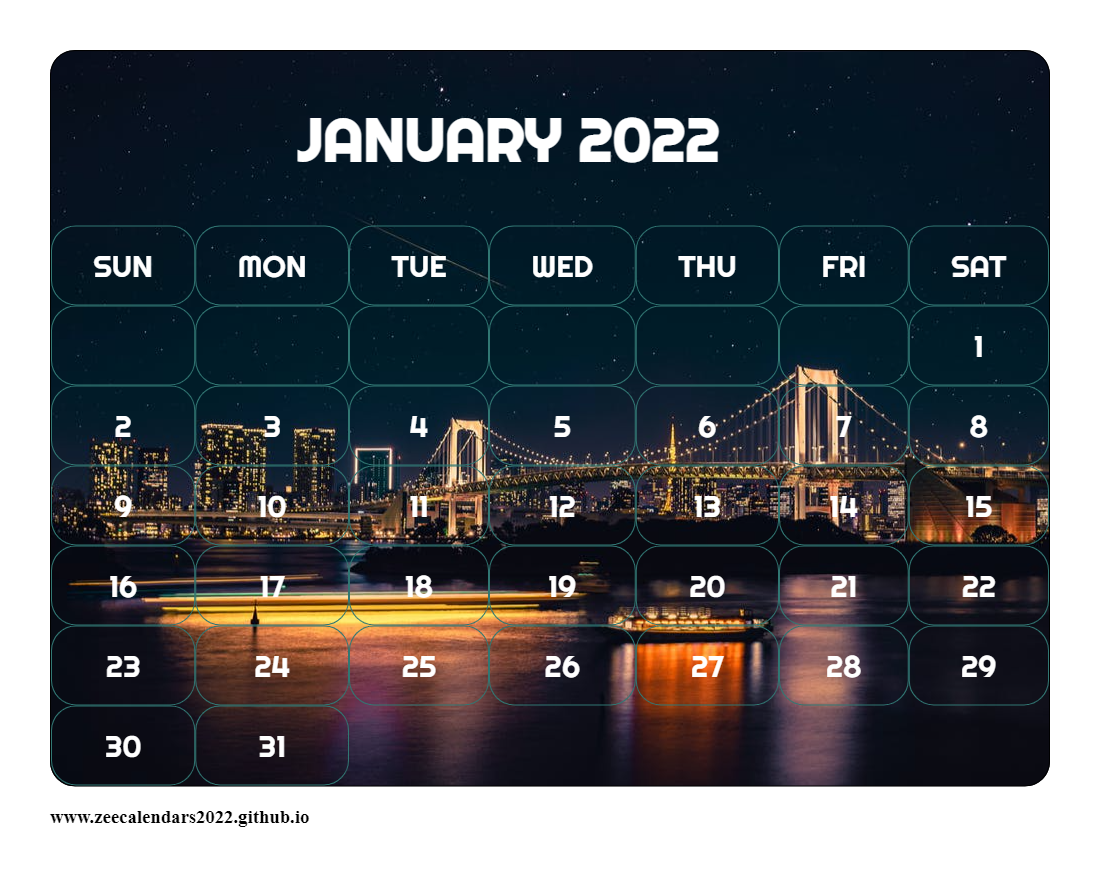 JANUARY 2022
SUN MON TUE WED THU FRI SAT
1
2 3 4 5 6 7 8
9 10 11 12 13 14 15
16 17 18 19 20 21 22
23 24 25 26 27 28 29
30 31
www.zeecalendars2022.github.io